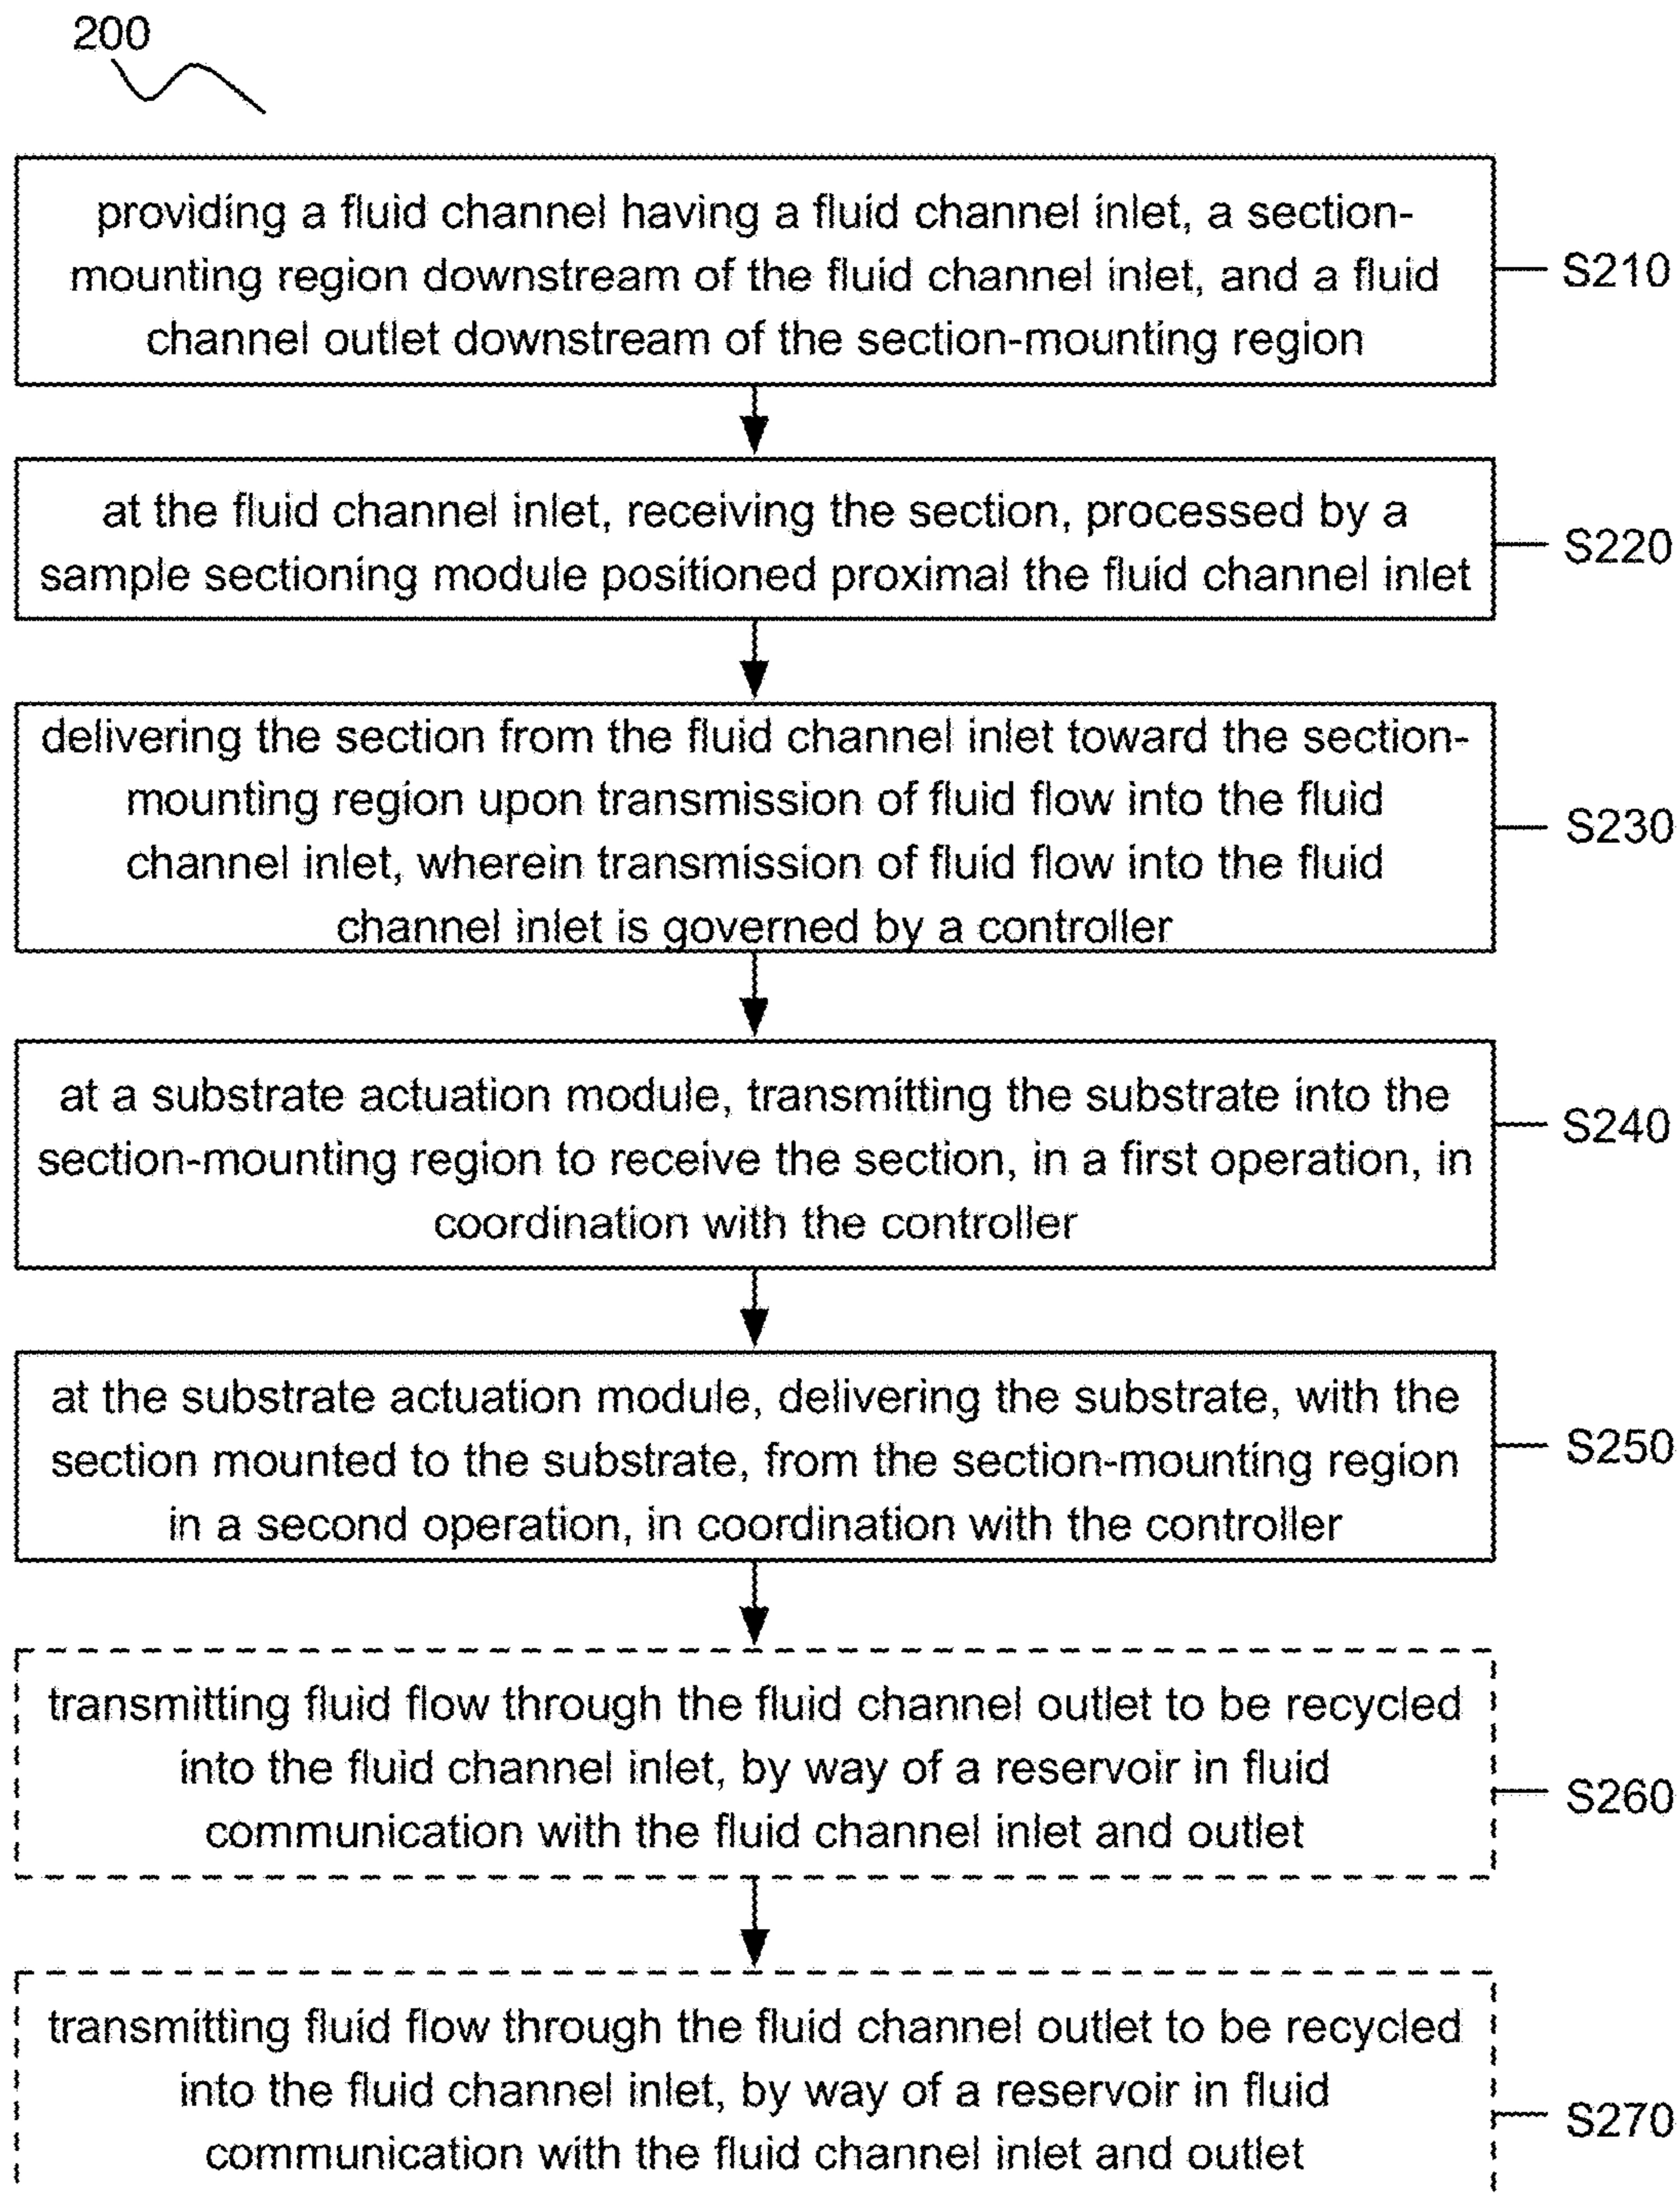 200
providing a fluid channel having a fluid channel inlet, a section-
mounting region downstream of the fluid channel inlet, and a fluid
channel outlet downstream of the section-mounting region
S210
at the fluid channel inlet, receiving the section, processed by a
sample sectioning module positioned proximal the fluid channel inlet
S220
delivering the section from the fluid channel inlet toward the section-
mounting region upon transmission of fluid flow into the fluid
channel inlet, wherein transmission of fluid flow into the fluid
channel inlet is governed by a controller
S230
at a substrate actuation module, transmitting the substrate into the
section-mounting region to receive the section, in a first operation, in
coordination with the controller
S240
at the substrate actuation module, delivering the substrate, with the
section mounted to the substrate, from the section-mounting region
in a second operation, in coordination with the controller
S250
transmitting fluid flow through the fluid channel outlet to be recycled
into the fluid channel inlet, by way of a reservoir in fluid
communication with the fluid channel inlet and outlet
S260
transmitting fluid flow through the fluid channel outlet to be recycled
into the fluid channel inlet, by way of a reservoir in fluid
communication with the fluid channel inlet and outlet
S270